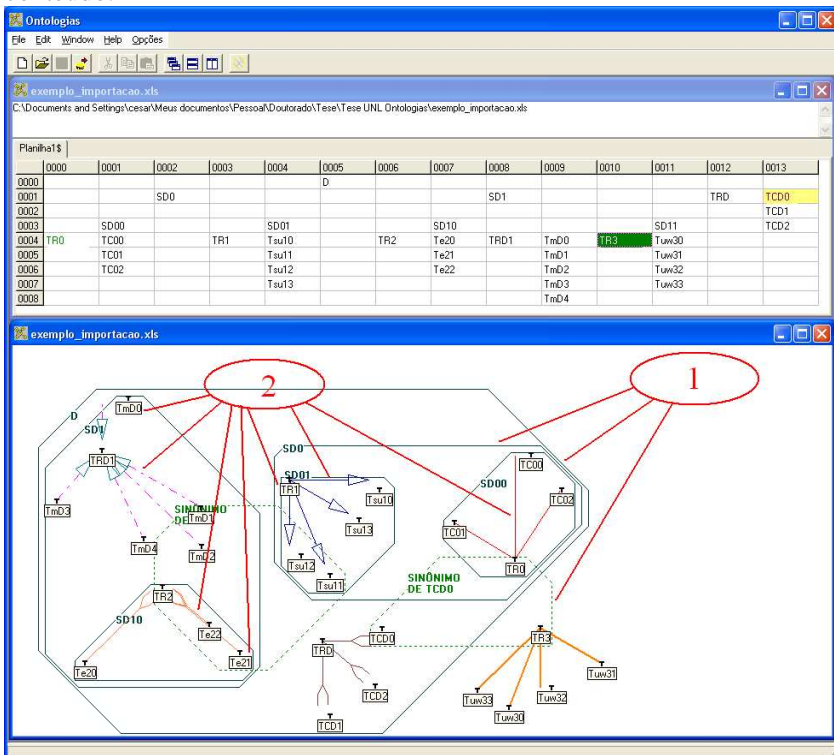 Ontologias
File Edit Window Help Opções
exemplo_importacao.xls
C:\Documents and Settings\cesar\Meus documentos\Pessoal\Doutorado\Tese\Tese UNL Ontologias\exemplo_importacao.xls
Planilha1$
0000 0001 0002 0003 0004 0005 0006 0007 0008 0009 0010 0011 0012 0013
0000 D
0001 SD0 SD1 TRD TCD0
0002 TCD1
0003 SD00 SD01 SD10 SD11 TCD2
0004 TR0 TC00 TR1 Tsu10 TR2 Te20 TRD1 TmD0 TR3 Tuw30
0005 TC01 Tsu11 Te21 TmD1 Tuw31
0006 TC02 Tsu12 Te22 TmD2 Tuw32
0007 Tsu13 TmD3 Tuw33
0008 TmD4
exemplo_importacao.xls
2
1
D
TmD0
SD1
TRD1
SD0
TC00
SD01
SD00
TR1
Tsu10
TC02
TmD3
SINÔNIMO
DE
TmD1
Tsu13
TC01
TmD4
TmD2
Tsu12
TR0
Tsu11
SINÔNIMO
DE TCD0
TR2
SD10
Te22
TCD0
TR3
TRD
Te20
Te21
Tuw31
TCD2
Tuw33
Tuw32
Tuw30
TCD1